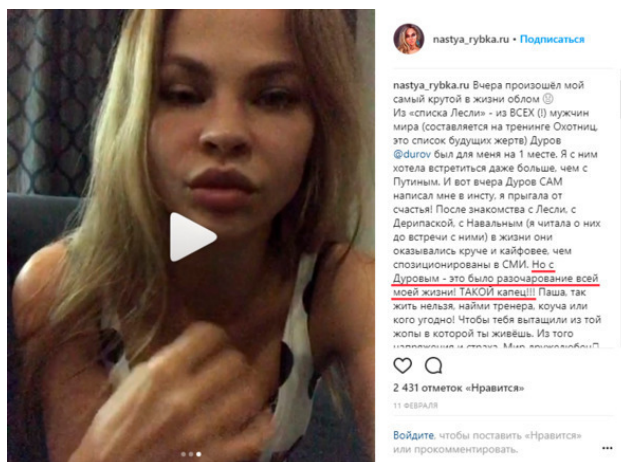 nastya_rybka.ru • Подписаться
nastya_rybka.ru Вчера произошёл мой
самый крутой в жизни облом
Из «списка Лесли» - из ВСЕХ (!) мужчин
мира (составляется на тренинге Охотниц,
это список будущих жертв) Дуров
@durov был для меня на 1 месте. Я с ним
хотела встретиться даже больше, чем с
Путиным. И вот вчера Дуров САМ
написал мне в инсту, я прыгала от
счастья! После знакомства с Лесли, с
Дерипаской, с Навальным (я читала о них
до встречи с ними) в жизни они
оказывались круче и кайфовее, чем
спозиционированы в СМИ. Но с
Дуровым - это было разочарование всей
моей жизни! ТАКОЙ капец!!! Паша, так
жить нельзя, найми тренера, коуча или
кого угодно! Чтобы тебя вытащили из той
жопы в которой ты живёшь. Из того
напряжения и страха. Мир дружелюбен
2 431 отметок «Нравится»
11 ФЕВРАЛЯ
Войдите, чтобы поставить «Нравится»
или прокомментировать.